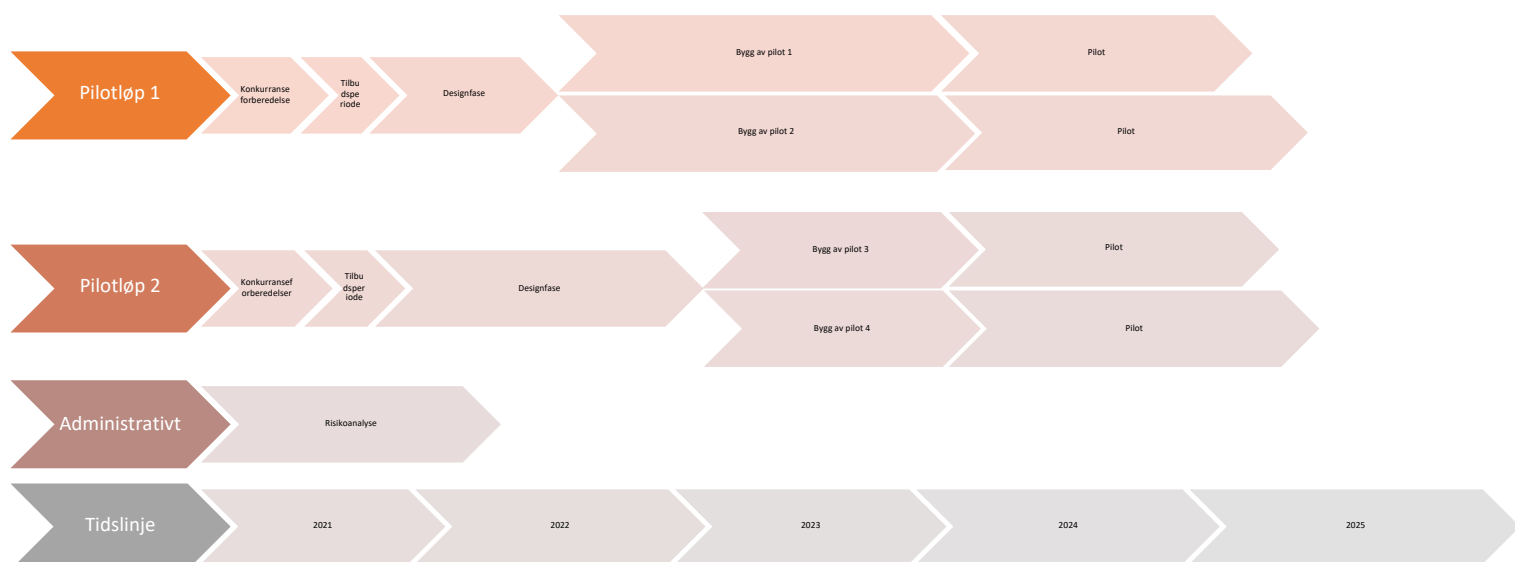 Bygg av pilot 1
Pilot
Pilotløp 1
Konkurranse
forberedelse
Tilbu
dspe
riode
Designfase
Bygg av pilot 2
Pilot
Bygg av pilot 3
Pilot
Pilotløp 2
Konkurransef
orberedelser
Tilbu
dsper
iode
Designfase
Bygg av pilot 4
Pilot
Administrativt
Risikoanalyse
Tidslinje
2021
2022
2023
2024
2025